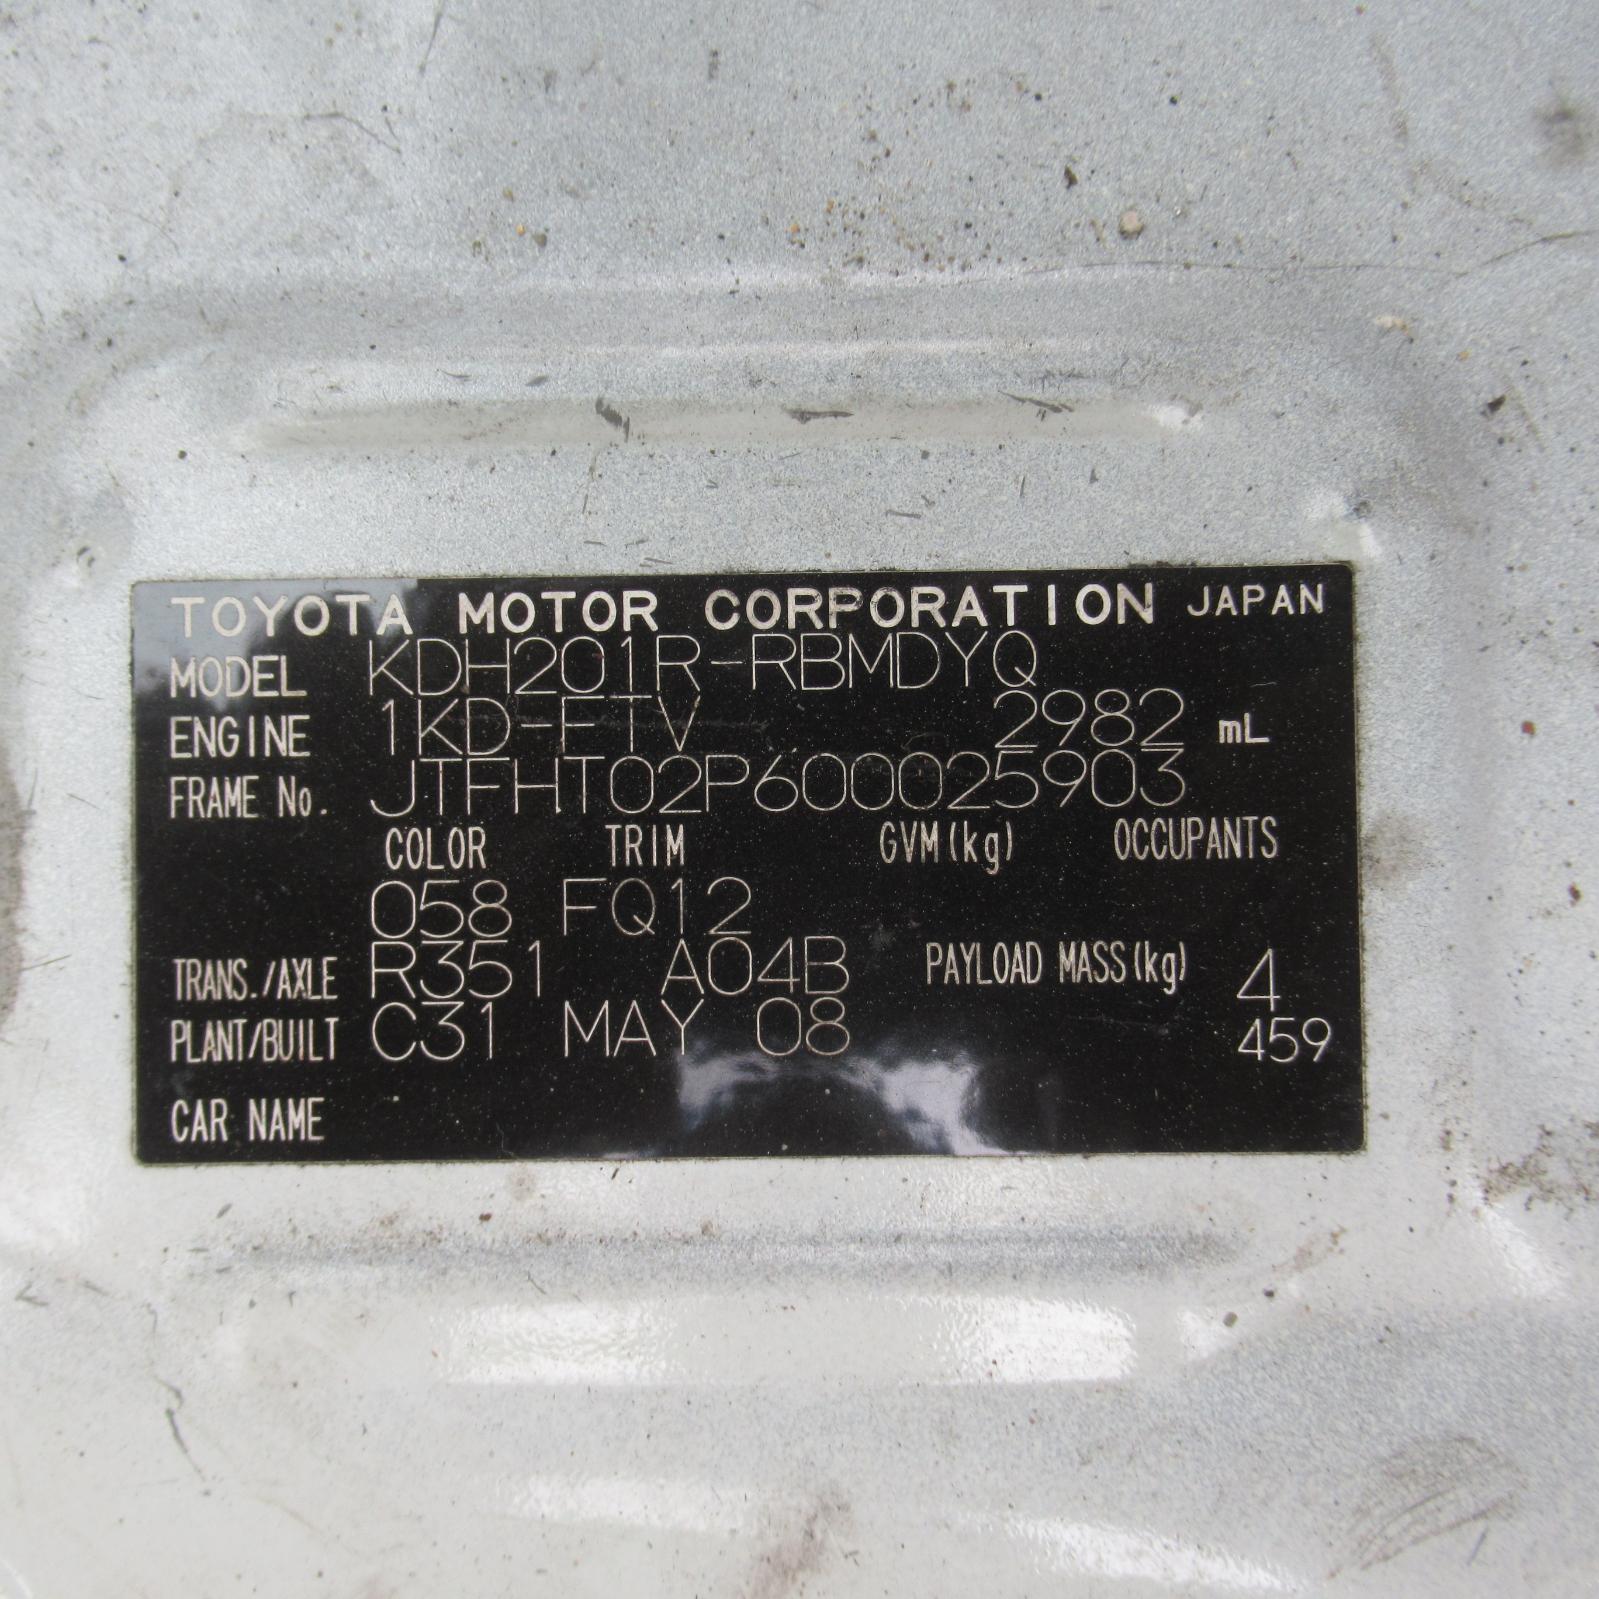 TOYOTA MOTOR CORPORATION JAPAN
MODEL KDH201R-RBMDYQ
ENGINE 1KD-FTV 2982 mL
FRAME No. JTFHT02P600025903
COLOR TRIM GVM(kg) OCCUPANTS
058 FQ12
TRANS./AXLE R351 A04B PAYLOAD MASS(kg) 4
PLANT/BUILT C31 MAY 08 459
CAR NAME